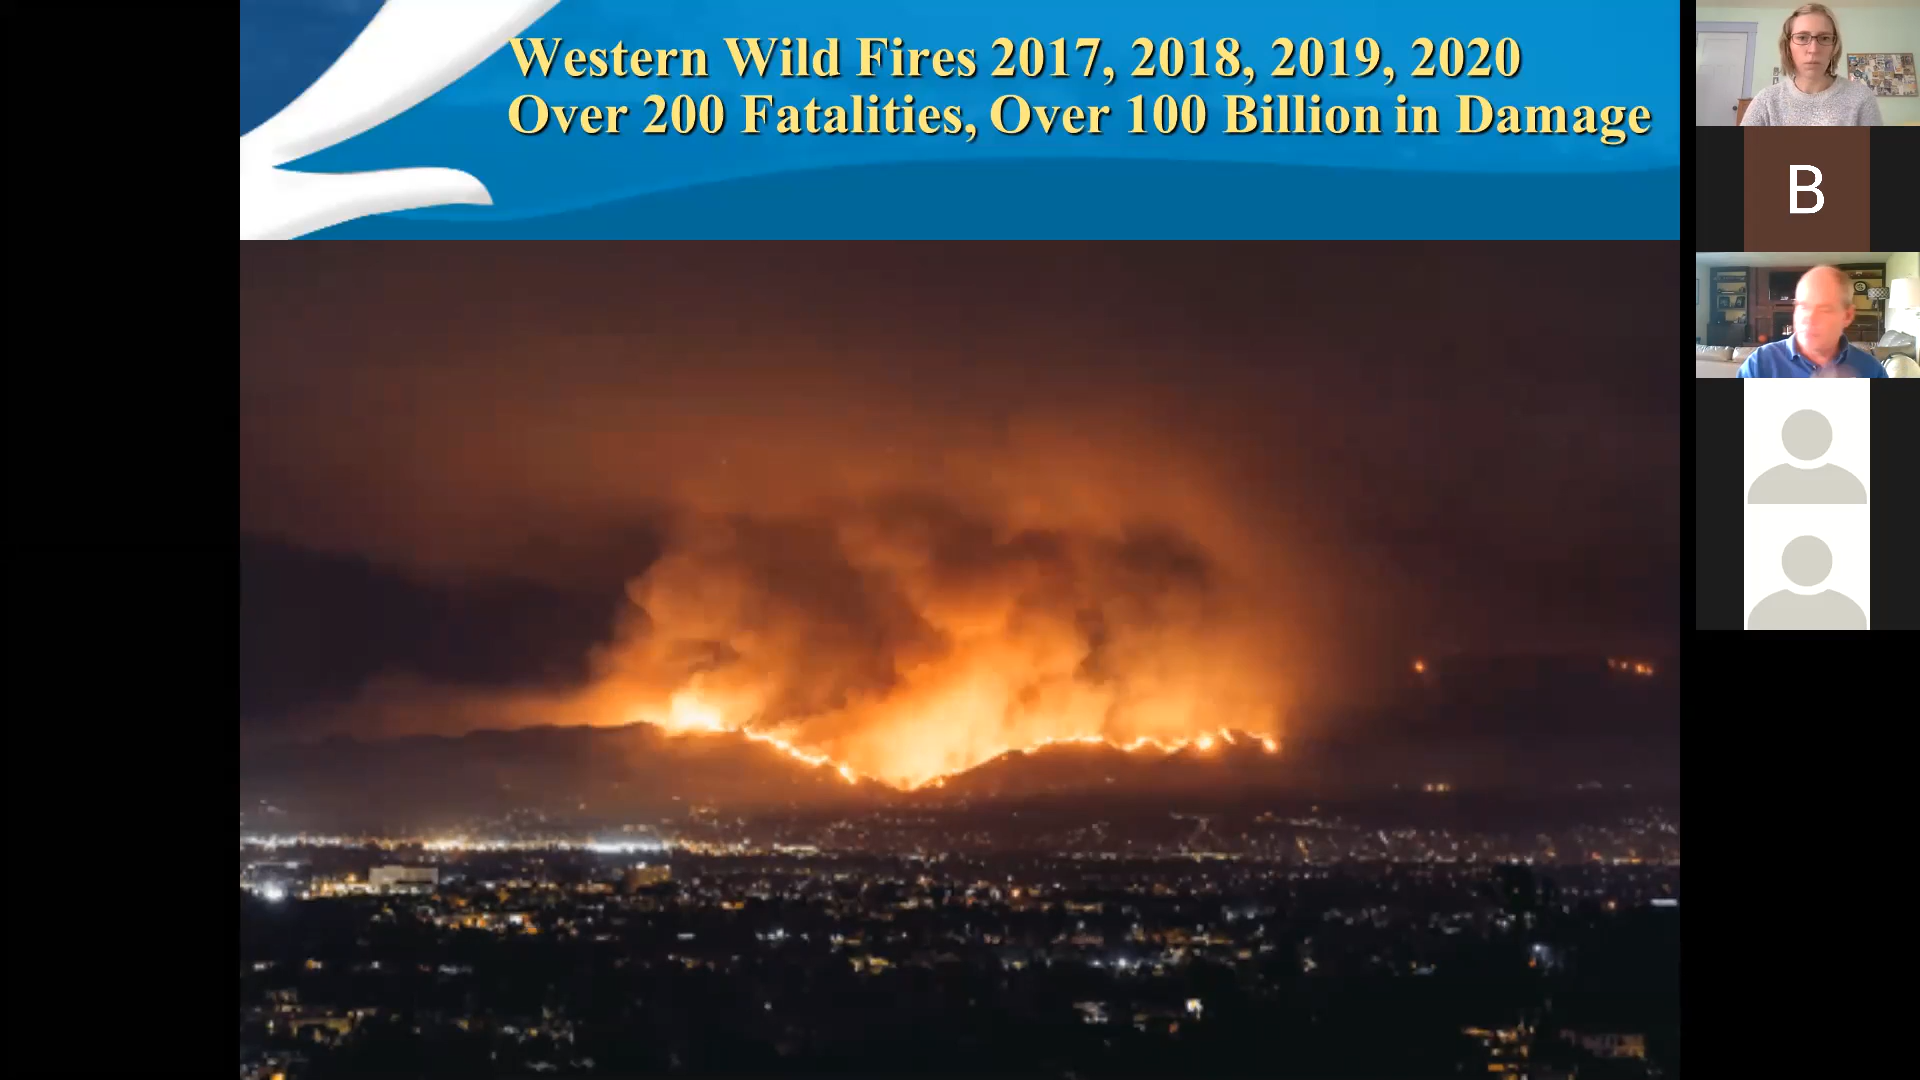 Western Wild Fires 2017, 2018, 2019, 2020
Over 200 Fatalities, Over 100 Billion in Damage
B